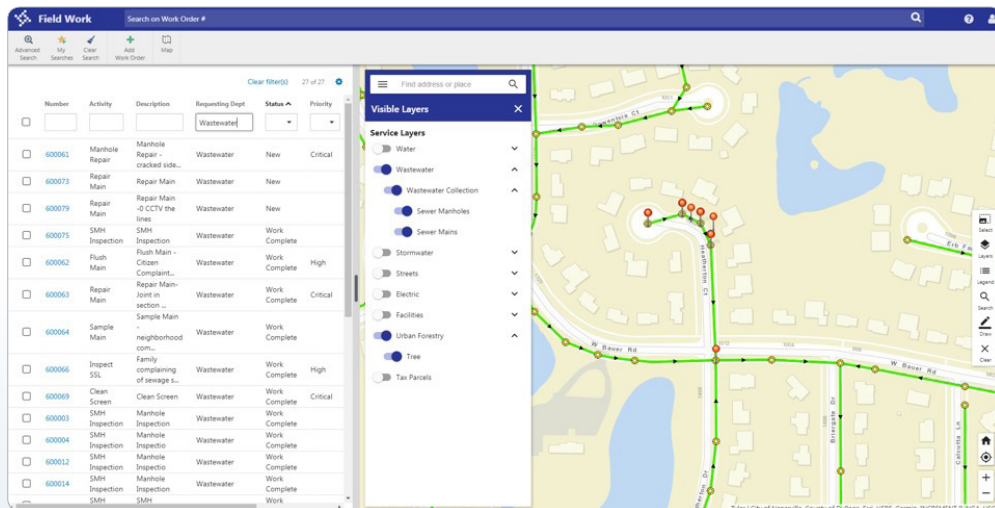 Field Work
Search on Work Order #
Advanced Search
My Searches
Clear Search
Add Work Order
Map
Clear filter(s) 27 of 27
Number Activity Description Requesting Dept Status Priority
Wastewater
600061 Manhole Repair Manhole Repair - cracked side... Wastewater New Critical
600073 Repair Main Repair Main Wastewater New
600079 Repair Main Repair Main -0 CCTV the lines Wastewater New
600075 SMH Inspection SMH Inspection Wastewater Work Complete
600062 Flush Main Flush Main - Citizen Complaint... Wastewater Work Complete High
600063 Repair Main Repair Main- Joint in section ... Wastewater Work Complete Critical
600064 Sample Main Sample Main - neighborhood com... Wastewater Work Complete
600066 Inspect SSL Family complaining of sewage s... Wastewater Work Complete High
600069 Clean Screen Clean Screen Wastewater Work Complete Critical
600003 SMH Inspection Manhole Inspectio Wastewater Work Complete
600004 SMH Inspection Manhole Inspectio Wastewater Work Complete
600012 SMH Inspection Manhole Inspectio Wastewater Work Complete
600014 SMH Inspection Manhole Inspection Wastewater Work Complete
SMH SMH Work
Find address or place
Visible Layers
Service Layers
Water
Wastewater
Wastewater Collection
Sewer Manholes
Sewer Mains
Stormwater
Streets
Electric
Facilities
Urban Forestry
Tree
Tax Parcels
Heatherton Ct
W Bauer Rd
W Bauer Rd
Briergate Dr
Calcutta Ln
Select
Layers
Legend
Search
Draw
Clear